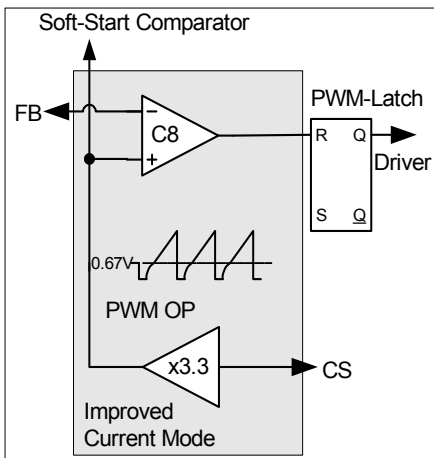 Soft-Start Comparator
FB
C8
PWM-Latch
R Q
Driver
S Q
0.67V
PWM OP
x3.3
CS
Improved
Current Mode